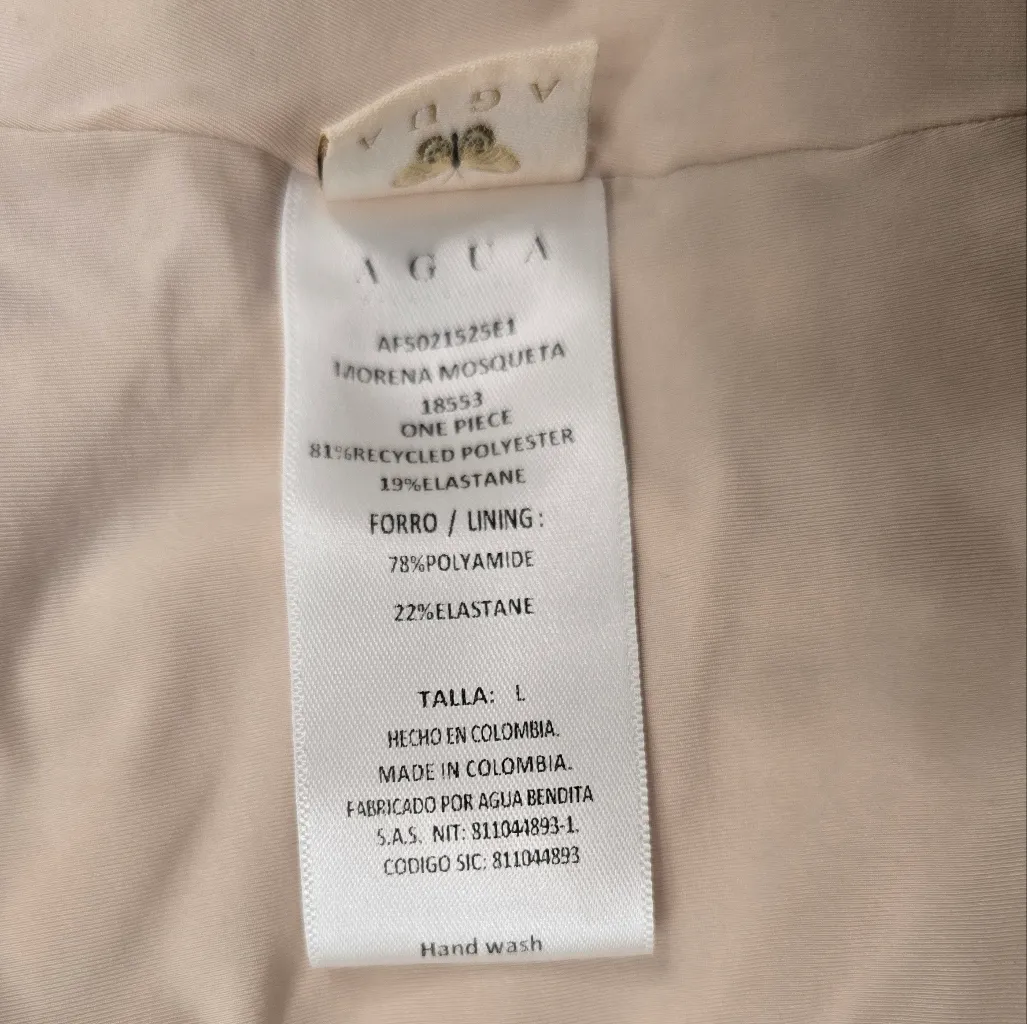 AGUA
AGUA
AF5021525E1
MORENA MOSQUETA
18553
ONE PIECE
81%RECYCLED POLYESTER
19%ELASTANE
FORRO / LINING:
78%POLYAMIDE
22%ELASTANE
TALLA: L
HECHO EN COLOMBIA.
MADE IN COLOMBIA.
FABRICADO POR AGUA BENDITA
S.A.S. NIT: 811044893-1.
CODIGO SIC: 811044893
Hand wash